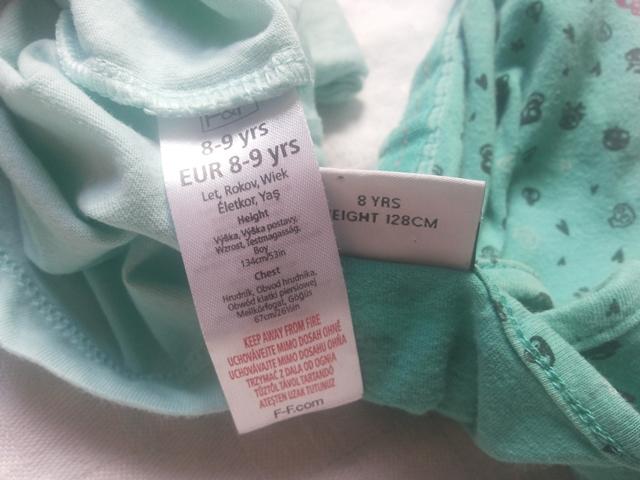 F&F
8-9 yrs
EUR 8-9 yrs
Let, Rokov, Wiek
Életkor, Yaş
Height
Výška, Výška postavy,
Wzrost, Testmagasság,
Boy
134cm/53in
Chest
Hrudník, Obvod hrudníka,
Obwód klatki piersiowej
Mellkörfogat, Göğüs
67cm/26½in
KEEP AWAY FROM FIRE
UCHOVÁVEJTE MIMO DOSAH OHNĚ
UCHOVÁVAJTE MIMO DOSAHU OHŇA
TRZYMAĆ Z DALA OD OGNIA
TŰZTŐL TÁVOL TARTANDÓ
ATEŞTEN UZAK TUTUNUZ
F-F.com
8 YRS
EIGHT 128CM